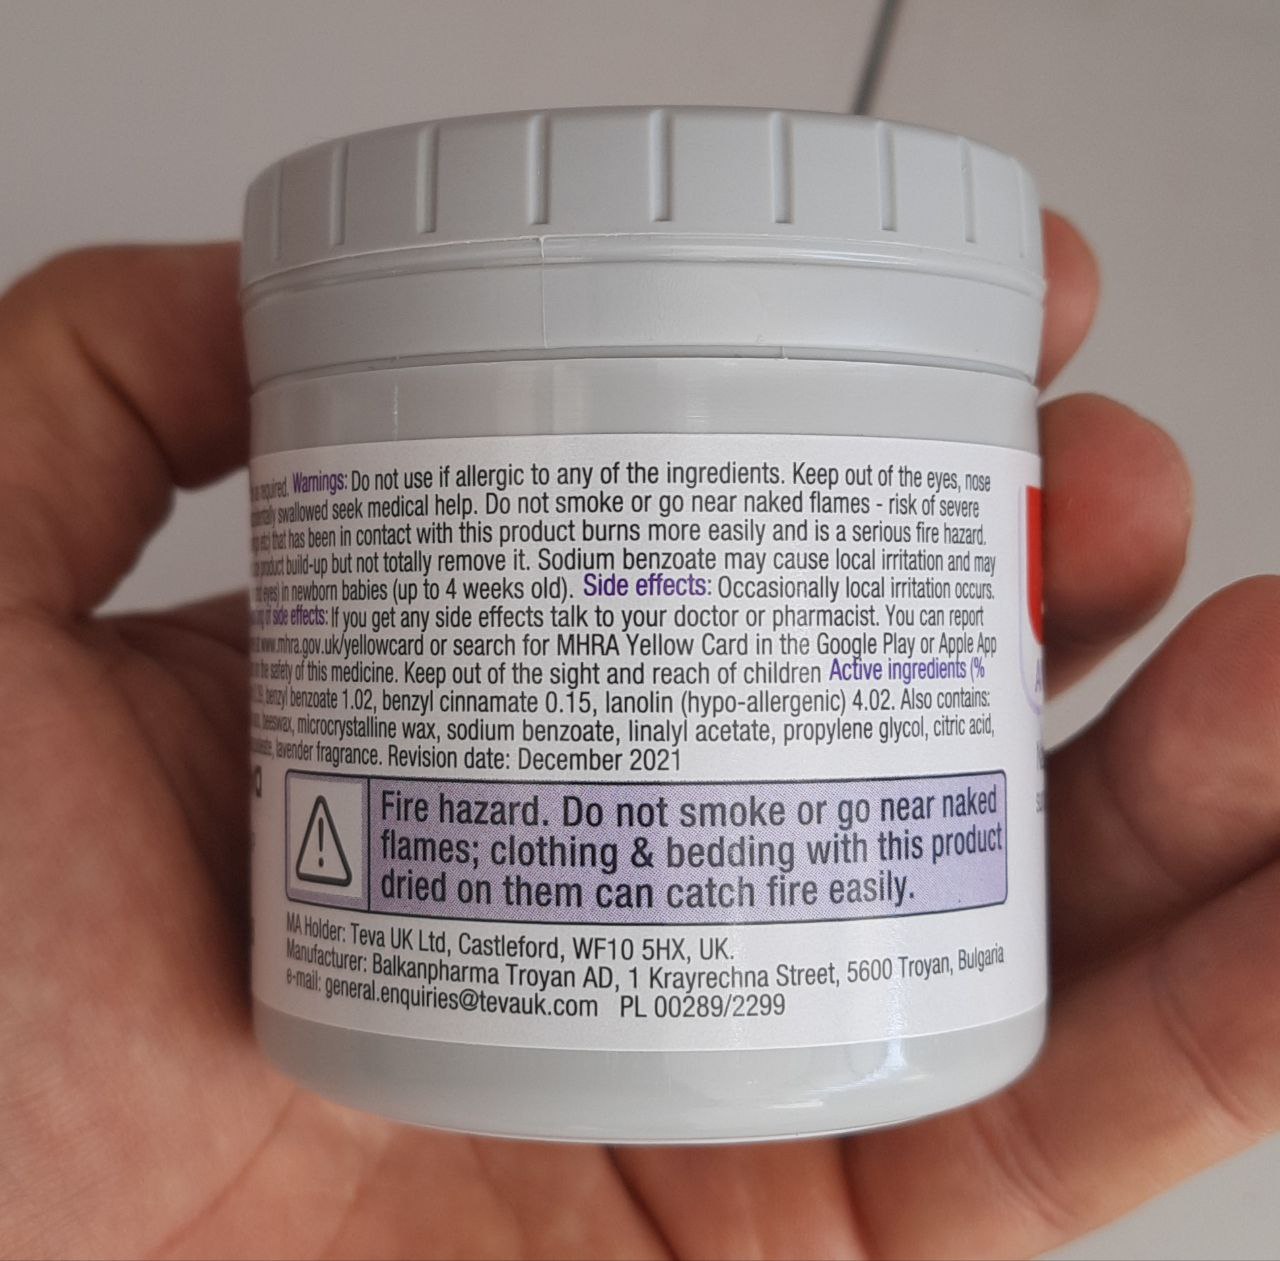 required. Warnings: Do not use if allergic to any of the ingredients. Keep out of the eyes, nose
swallowed seek medical help. Do not smoke or go near naked flames - risk of severe
that has been in contact with this product burns more easily and is a serious fire hazard.
product build-up but not totally remove it. Sodium benzoate may cause local irritation and may
eyes) in newborn babies (up to 4 weeks old). Side effects: Occasionally local irritation occurs.
of side effects: If you get any side effects talk to your doctor or pharmacist. You can report
at www.mhra.gov.uk/yellowcard or search for MHRA Yellow Card in the Google Play or Apple App
on the safety of this medicine. Keep out of the sight and reach of children Active ingredients (%
benzyl benzoate 1.02, benzyl cinnamate 0.15, lanolin (hypo-allergenic) 4.02. Also contains:
beeswax, microcrystalline wax, sodium benzoate, linalyl acetate, propylene glycol, citric acid,
lavender fragrance. Revision date: December 2021
Fire hazard. Do not smoke or go near naked
flames; clothing & bedding with this product
dried on them can catch fire easily.
MA Holder: Teva UK Ltd, Castleford, WF10 5HX, UK.
Manufacturer: Balkanpharma Troyan AD, 1 Krayrechna Street, 5600 Troyan, Bulgaria
e-mail: general.enquiries@tevauk.com PL 00289/2299